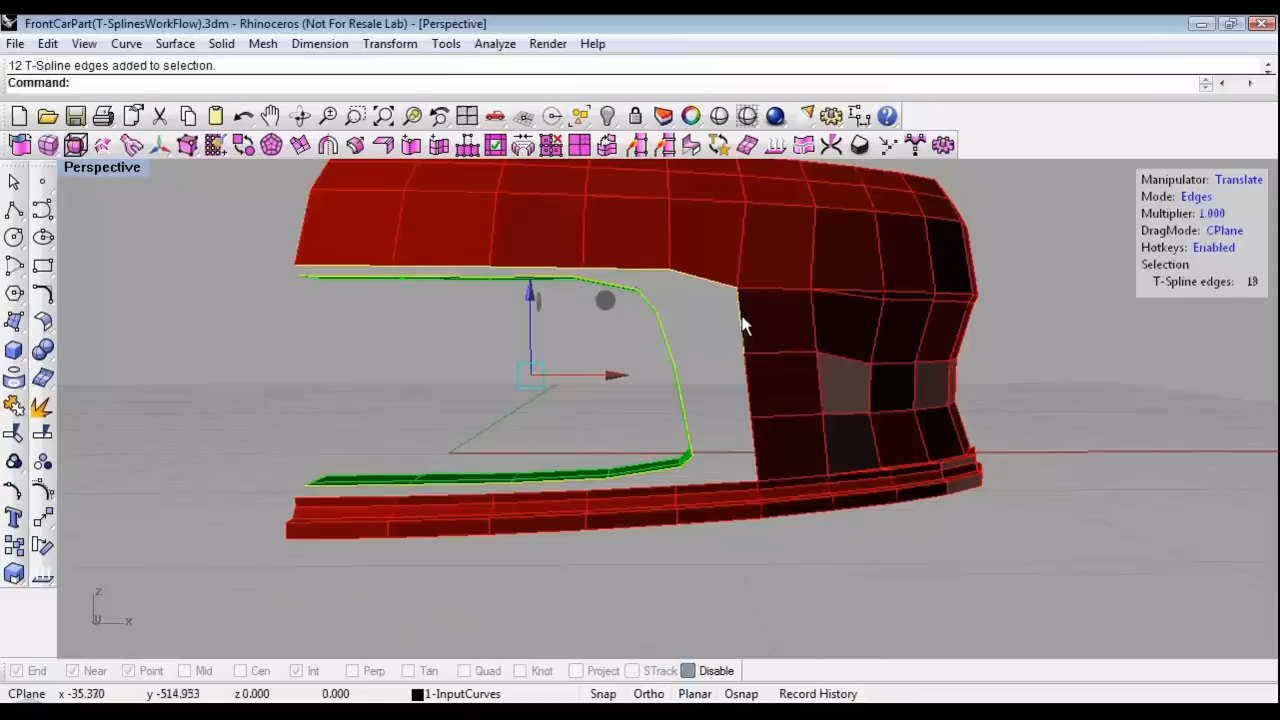 FrontCarPart(T-SplinesWorkFlow).3dm - Rhinoceros (Not For Resale Lab) - [Perspective]
File Edit View Curve Surface Solid Mesh Dimension Transform Tools Analyze Render Help
12 T-Spline edges added to selection.
Command:
Perspective
Manipulator: Translate
Mode: Edges
Multiplier: 1.000
DragMode: CPlane
Hotkeys: Enabled
Selection
T-Spline edges: 18
z
x
End Near Point Mid Cen Int Perp Tan Quad Knot Project STrack Disable
CPlane x -35.370 y -514.953 z 0.000 0.000 1-InputCurves Snap Ortho Planar Osnap Record History